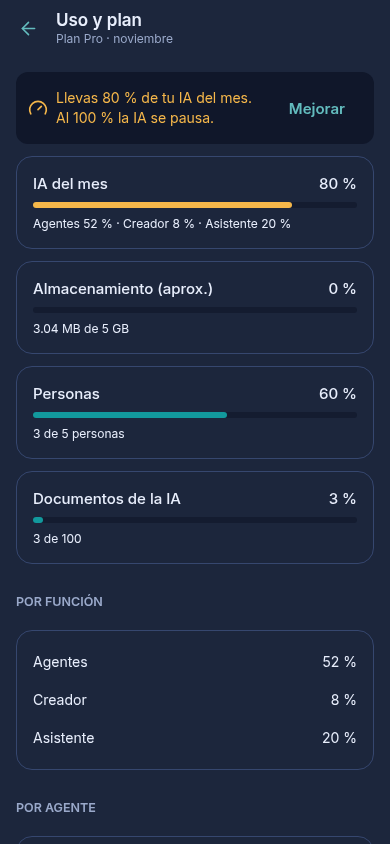 Uso y plan
Plan Pro · noviembre
Llevas 80 % de tu IA del mes.
Al 100 % la IA se pausa.
Mejorar
IA del mes 80 %
Agentes 52 % · Creador 8 % · Asistente 20 %
Almacenamiento (aprox.) 0 %
3.04 MB de 5 GB
Personas 60 %
3 de 5 personas
Documentos de la IA 3 %
3 de 100
POR FUNCIÓN
Agentes 52 %
Creador 8 %
Asistente 20 %
POR AGENTE